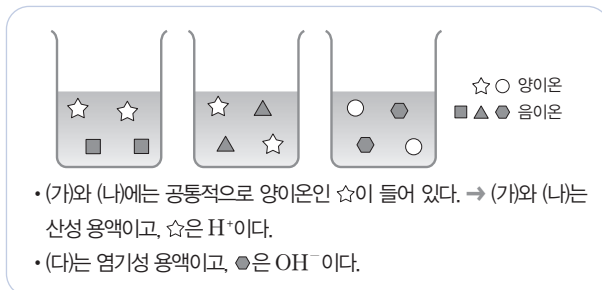 ☆ ○ 양이온
■ ▲ ⬢ 음이온
• (가)와 (나)에는 공통적으로 양이온인 ☆이 들어 있다. → (가)와 (나)는
산성 용액이고, ☆은 H⁺이다.
• (다)는 염기성 용액이고, ⬢은 OH⁻이다.